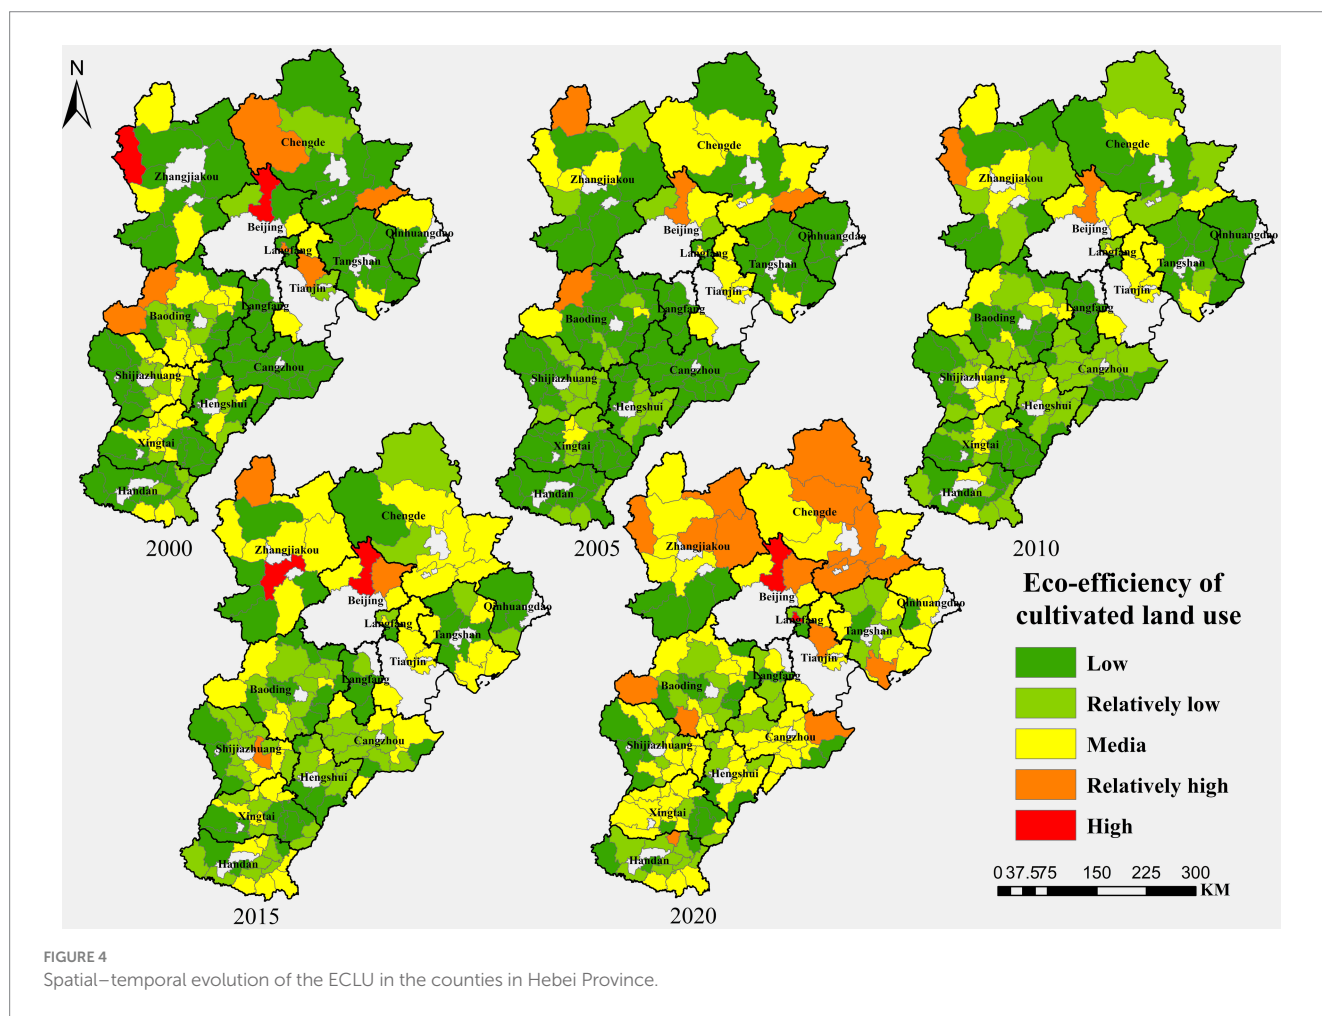 N
Chengde
Zhangjiakou
Beijing
Qinhuangdao
Langfang
Tangshan
Tianjin
Langfang
Baoding
Cangzhou
Shijiazhuang
Hengshui
Xingtai
Handan
2000
Chengde
Zhangjiakou
Beijing
Qinhuangdao
Langfang
Tangshan
Tianjin
Langfang
Baoding
Cangzhou
Shijiazhuang
Hengshui
Xingtai
Handan
2005
Chengde
Zhangjiakou
Beijing
Qinhuangdao
Langfang
Tangshan
Tianjin
Langfang
Baoding
Cangzhou
Shijiazhuang
Hengshui
Xingtai
Handan
2010
Chengde
Zhangjiakou
Beijing
Qinhuangdao
Langfang
Tangshan
Tianjin
Langfang
Baoding
Cangzhou
Shijiazhuang
Hengshui
Xingtai
Handan
2015
Chengde
Zhangjiakou
Beijing
Qinhuangdao
Langfang
Tangshan
Tianjin
Langfang
Baoding
Cangzhou
Shijiazhuang
Hengshui
Xingtai
Handan
2020
Eco-efficiency of
cultivated land use
Low
Relatively low
Media
Relatively high
High
0 37.575 150 225 300
KM
FIGURE 4
Spatial–temporal evolution of the ECLU in the counties in Hebei Province.